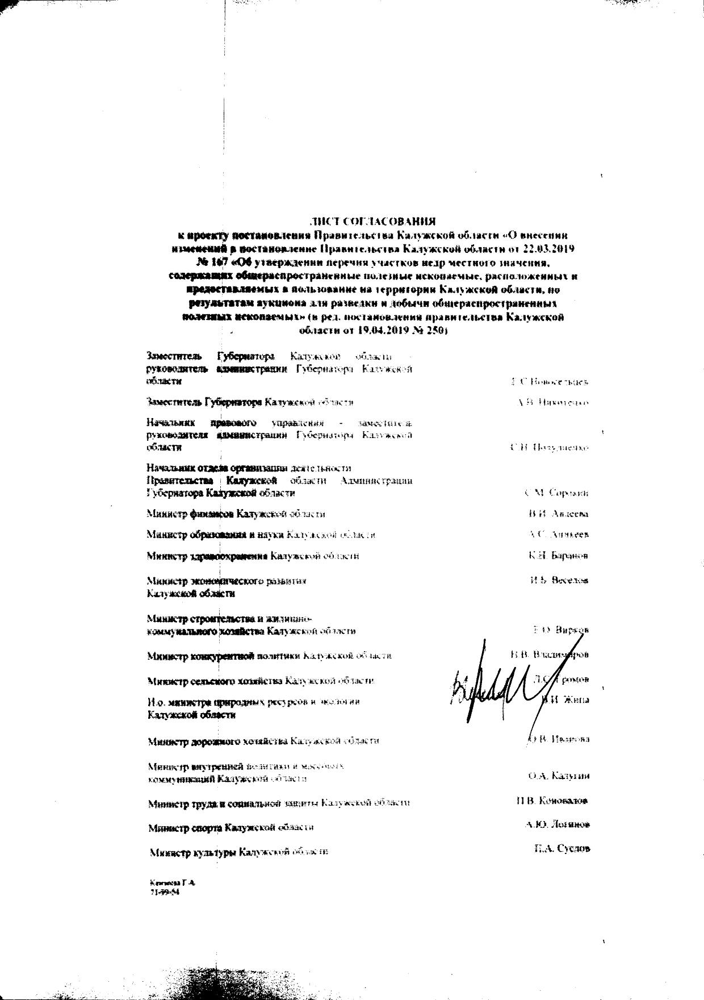 ЛИСТ СОГЛАСОВАНИЯ
к проекту постановления Правительства Калужской области «О внесении
изменений в постановление Правительства Калужской области от 22.03.2019
№ 167 «Об утверждении перечня участков недр местного значения,
содержащих общераспространенные полезные ископаемые, расположенных и
предоставляемых в пользование на территории Калужской области, по
результатам аукциона для разведки и добычи общераспространенных
полезных ископаемых» (в ред. постановления правительства Калужской
области от 19.04.2019 № 250)
Заместитель Губернатора Калужской области -
руководитель администрации Губернатора Калужской
области Г.С Новосельцев
Заместитель Губернатора Калужской области А.В. Никитенко
Начальник правового управления - заместитель
руководителя администрации Губернатора Калужской
области
Начальник отдела организации деятельности
Правительства Калужской области Администрации
Губернатора Калужской области С.М. Сорокин
Министр финансов Калужской области В.И. Авдеева
Министр образования и науки Калужской области А.С. Аникеев
Министр здравоохранения Калужской области К.Н. Баранов
Министр экономического развития И.Б. Веселов
Калужской области
Министр строительства и жилищно-
коммунального хозяйства Калужской области Е.О. Вирков
Министр конкурентной политики Калужской области Н.В. Владимиров
Министр сельского хозяйства Калужской области Л.С. Громов
И.о. министра природных ресурсов и экологии В.И. Жипа
Калужской области
Министр дорожного хозяйства Калужской области О.В. Иванова
Министр внутренней политики и массовых
коммуникаций Калужской области О.А. Калугин
Министр труда и социальной защиты Калужской области П.В. Коновалов
Министр спорта Калужской области А.Ю. Логинов
Министр культуры Калужской области П.А. Суслов
Г.А.